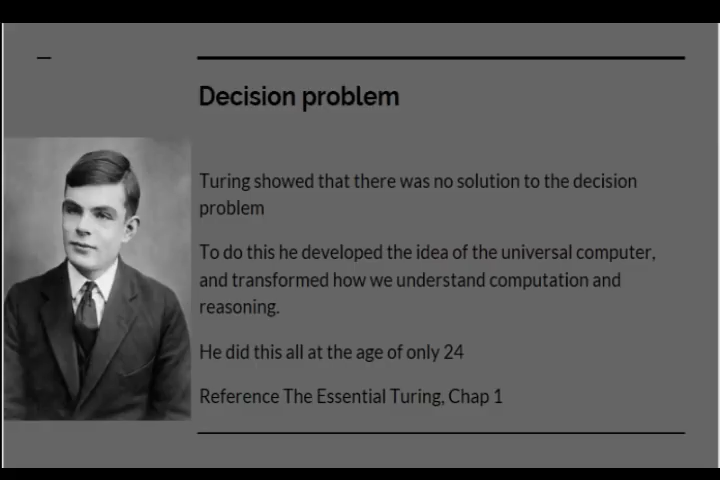 Decision problem
Turing showed that there was no solution to the decision
problem
To do this he developed the idea of the universal computer,
and transformed how we understand computation and
reasoning.
He did this all at the age of only 24
Reference The Essential Turing, Chap 1